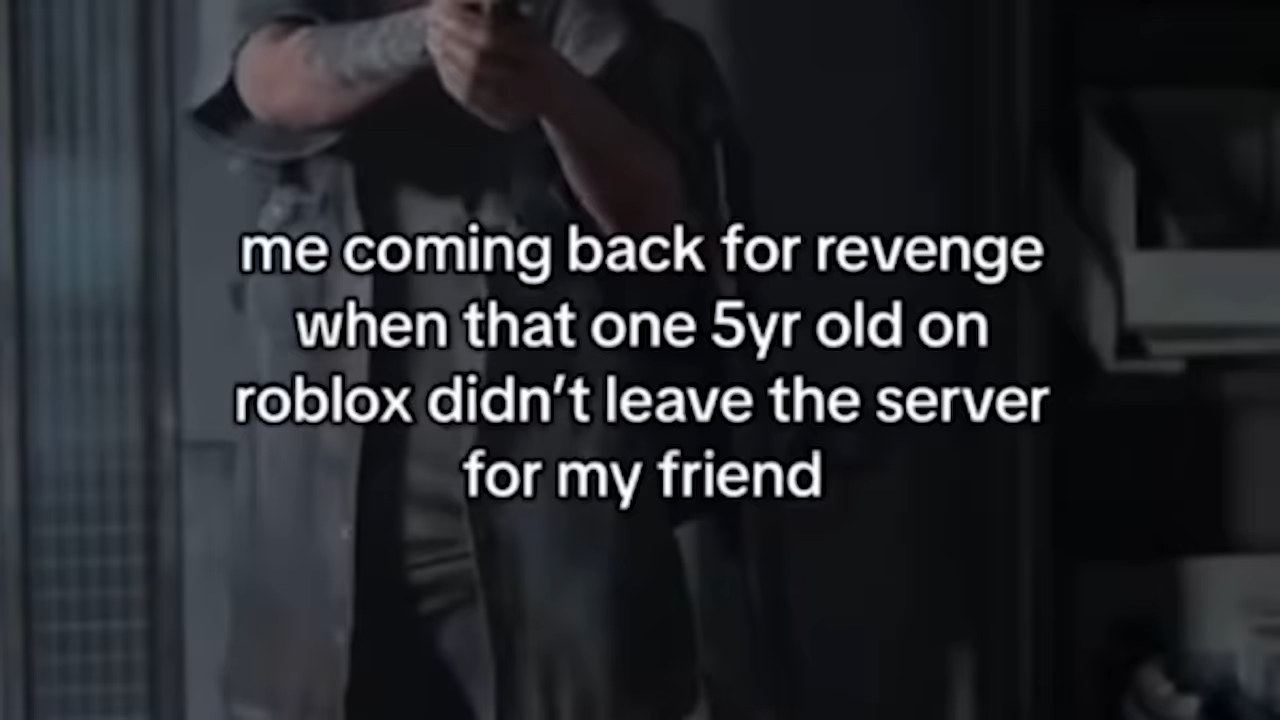 me coming back for revenge
when that one 5yr old on
roblox didn’t leave the server
for my friend